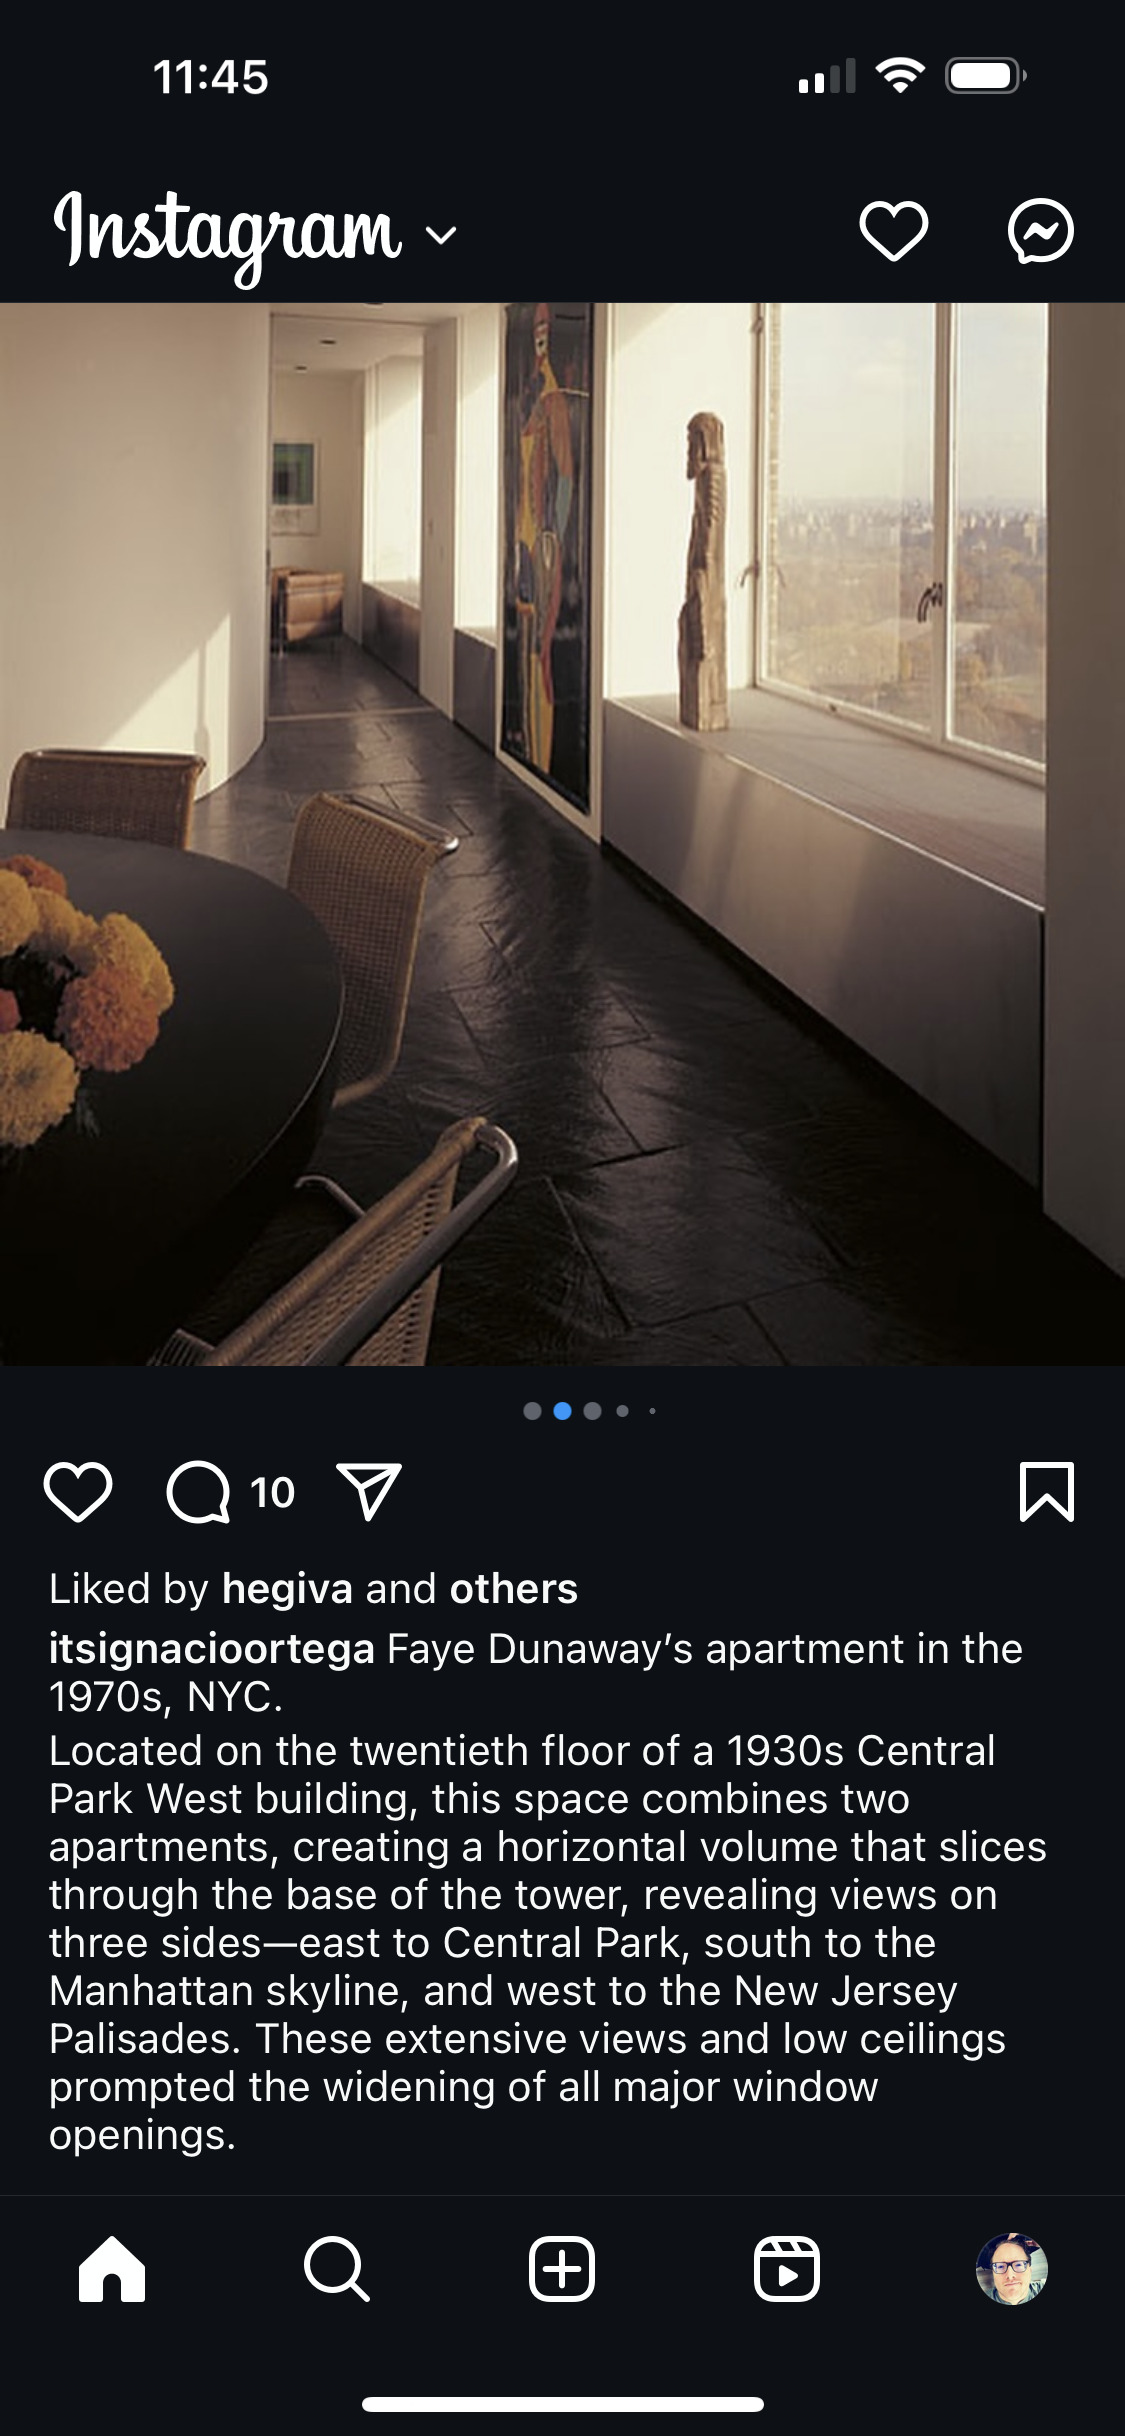 11:45
Instagram
10
Liked by hegiva and others
itsignacioortega Faye Dunaway’s apartment in the
1970s, NYC.
Located on the twentieth floor of a 1930s Central
Park West building, this space combines two
apartments, creating a horizontal volume that slices
through the base of the tower, revealing views on
three sides—east to Central Park, south to the
Manhattan skyline, and west to the New Jersey
Palisades. These extensive views and low ceilings
prompted the widening of all major window
openings.